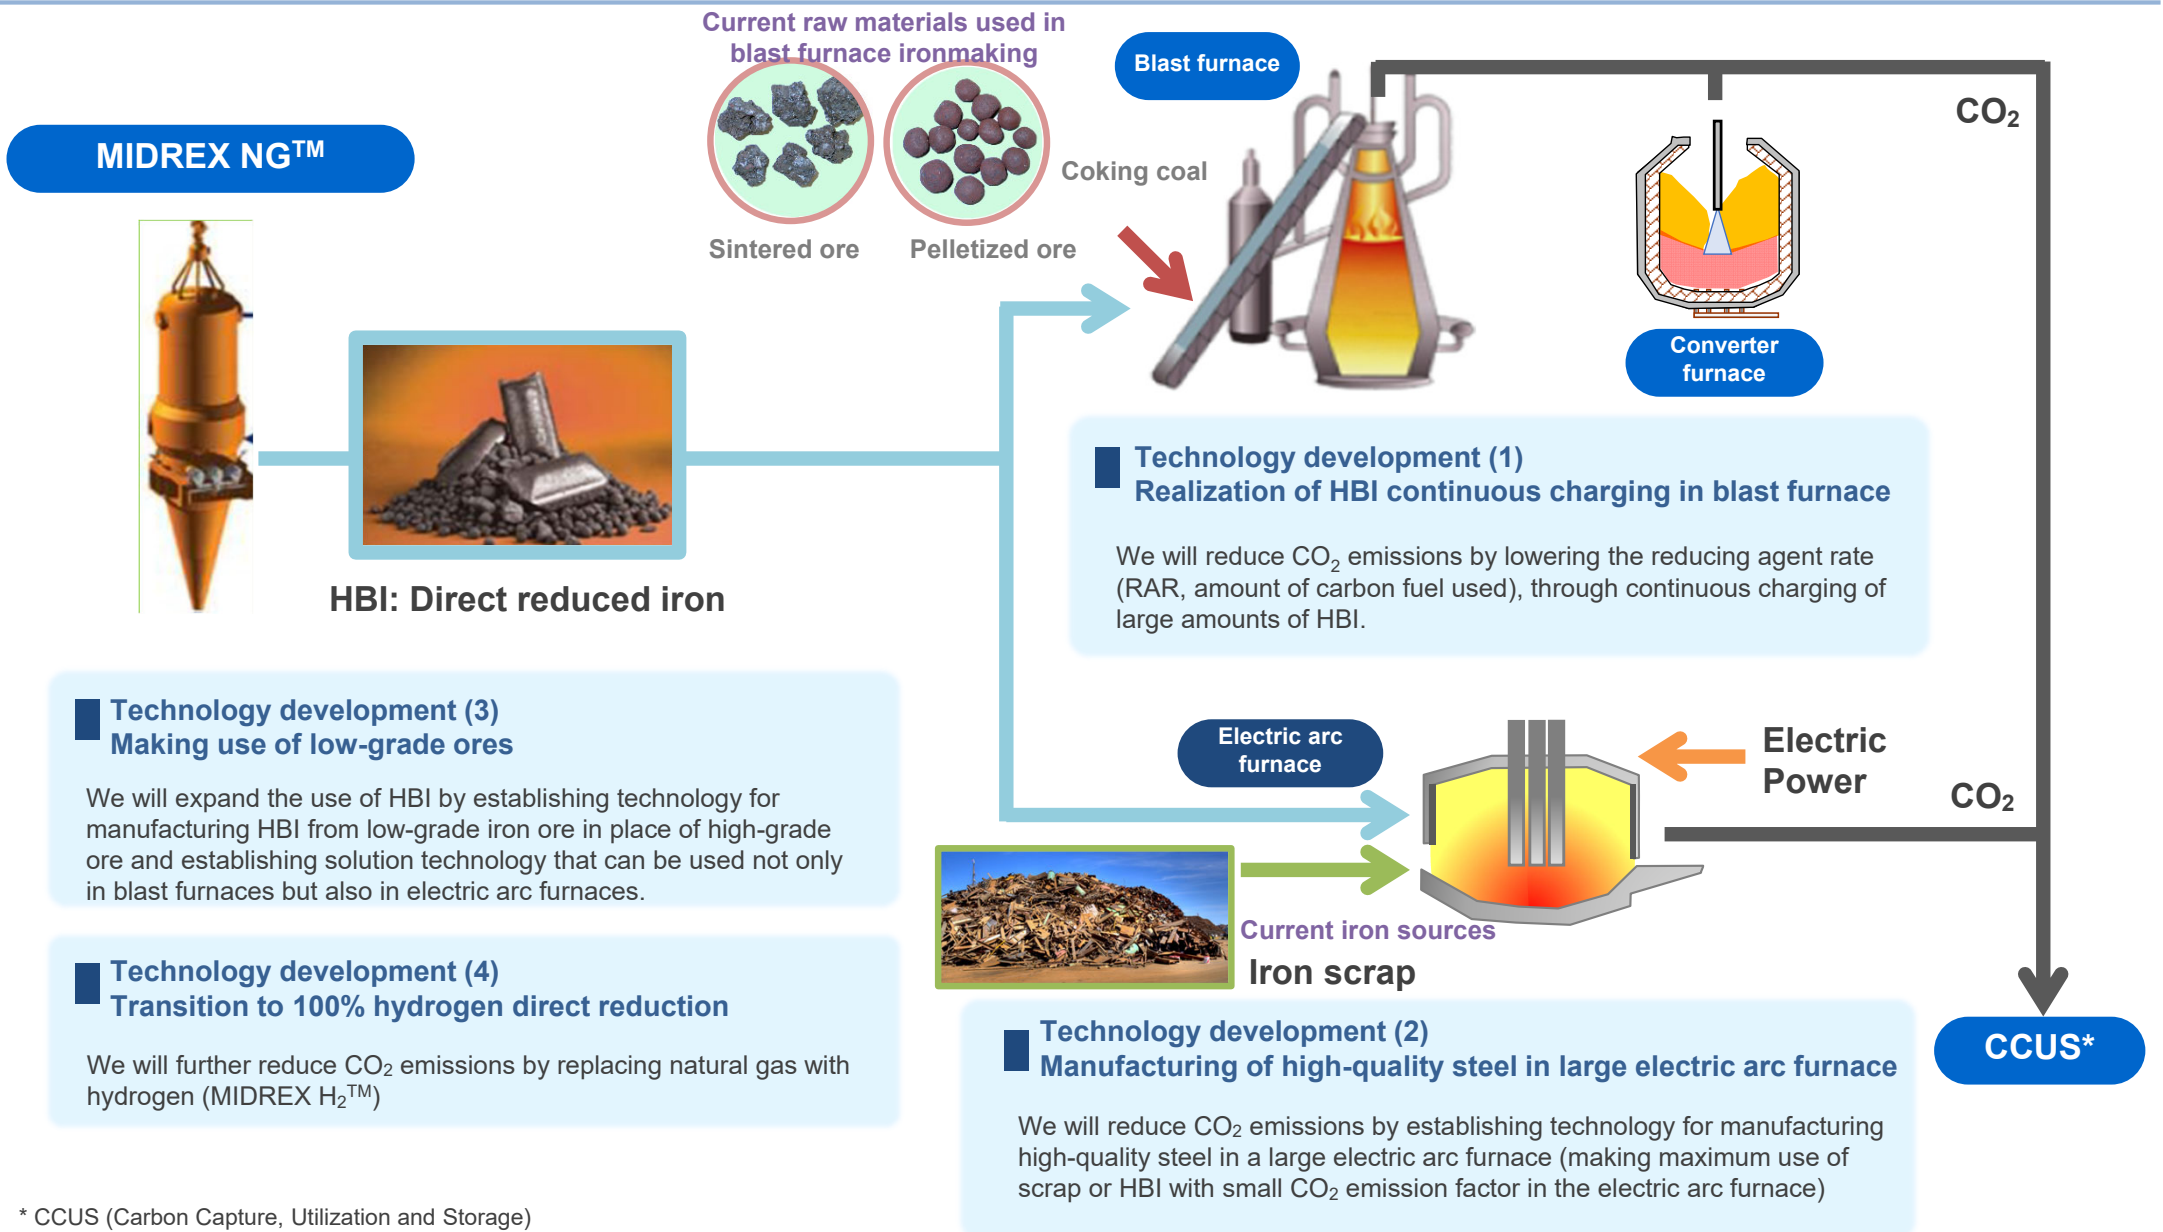 Current raw materials used in
blast furnace ironmaking
Blast furnace
CO₂
MIDREX NG™
Coking coal
Sintered ore
Pelletized ore
Converter
furnace
HBI: Direct reduced iron
Technology development (1)
Realization of HBI continuous charging in blast furnace
We will reduce CO₂ emissions by lowering the reducing agent rate
(RAR, amount of carbon fuel used), through continuous charging of
large amounts of HBI.
Technology development (3)
Making use of low-grade ores
We will expand the use of HBI by establishing technology for
manufacturing HBI from low-grade iron ore in place of high-grade
ore and establishing solution technology that can be used not only
in blast furnaces but also in electric arc furnaces.
Electric arc
furnace
Electric
Power
CO₂
Current iron sources
Iron scrap
Technology development (4)
Transition to 100% hydrogen direct reduction
We will further reduce CO₂ emissions by replacing natural gas with
hydrogen (MIDREX H₂™)
Technology development (2)
Manufacturing of high-quality steel in large electric arc furnace
We will reduce CO₂ emissions by establishing technology for manufacturing
high-quality steel in a large electric arc furnace (making maximum use of
scrap or HBI with small CO₂ emission factor in the electric arc furnace)
CCUS*
* CCUS (Carbon Capture, Utilization and Storage)